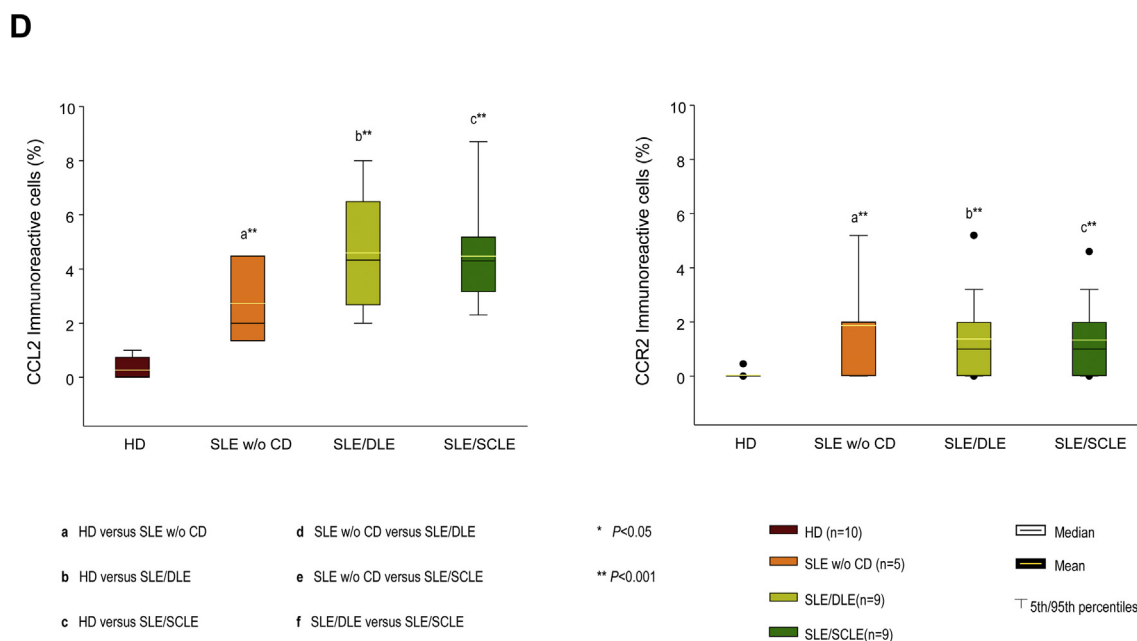 D
10
8
6
4
2
0
CCL2 Immunoreactive cells (%)
a**
b**
c**
HD
SLE w/o CD
SLE/DLE
SLE/SCLE
10
8
6
4
2
0
CCR2 Immunoreactive cells (%)
a**
b**
c**
HD
SLE w/o CD
SLE/DLE
SLE/SCLE
a HD versus SLE w/o CD
b HD versus SLE/DLE
c HD versus SLE/SCLE
d SLE w/o CD versus SLE/DLE
e SLE w/o CD versus SLE/SCLE
f SLE/DLE versus SLE/SCLE
* P<0.05
** P<0.001
HD (n=10)
SLE w/o CD (n=5)
SLE/DLE(n=9)
SLE/SCLE(n=9)
Median
Mean
5th/95th percentiles